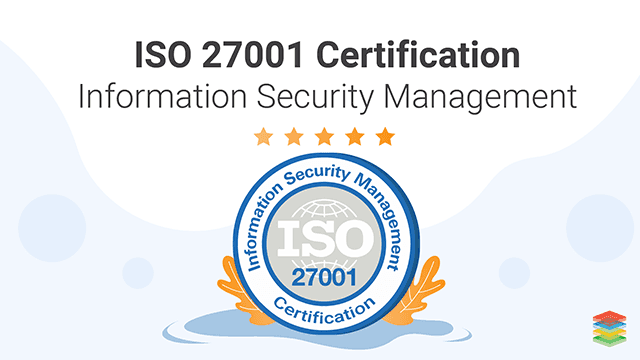 ISO 27001 Certification
Information Security Management
Information Security Management
ISO
27001
Certification